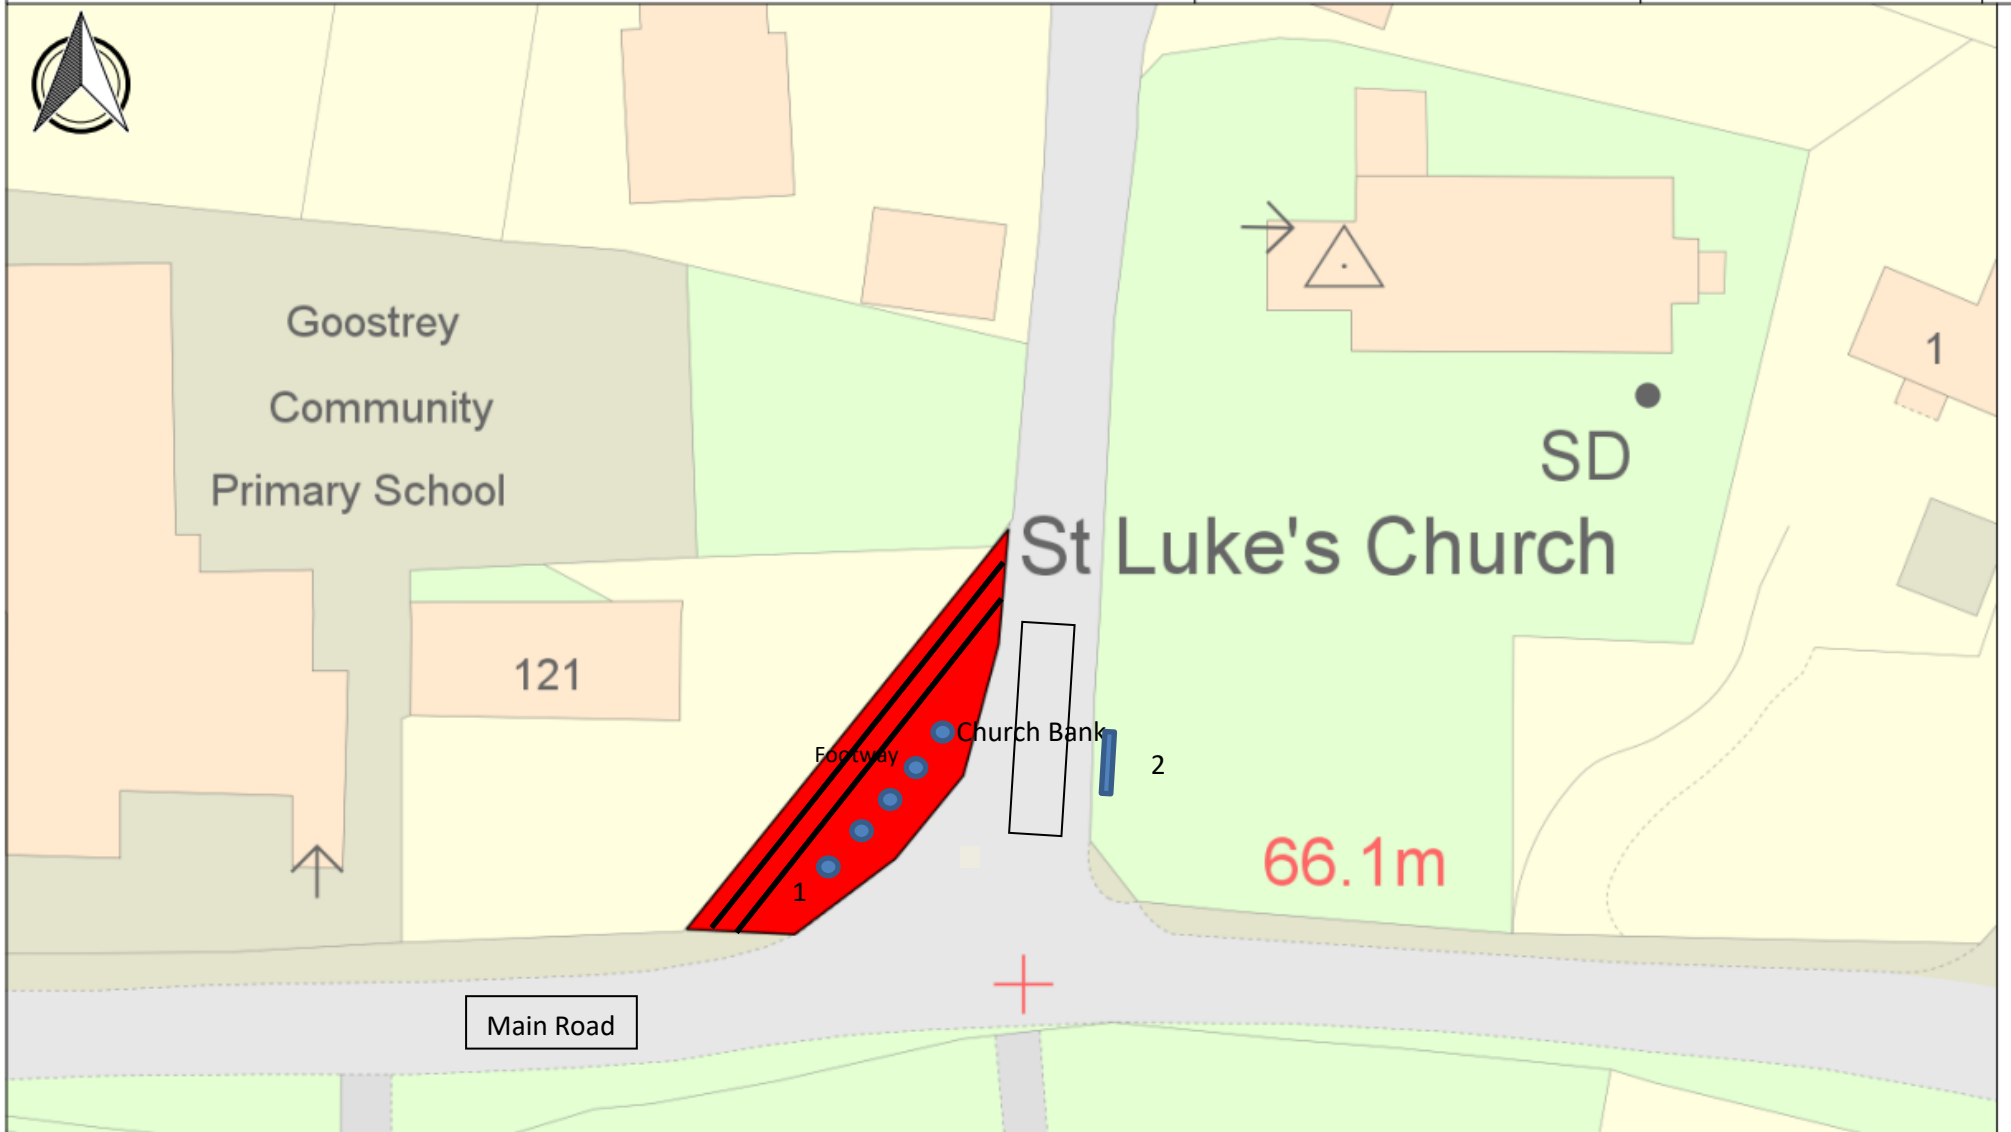 Goostrey
Community
Primary School
1
SD
St Luke's Church
121
Church Bank
Footway
2
66.1m
1
Main Road